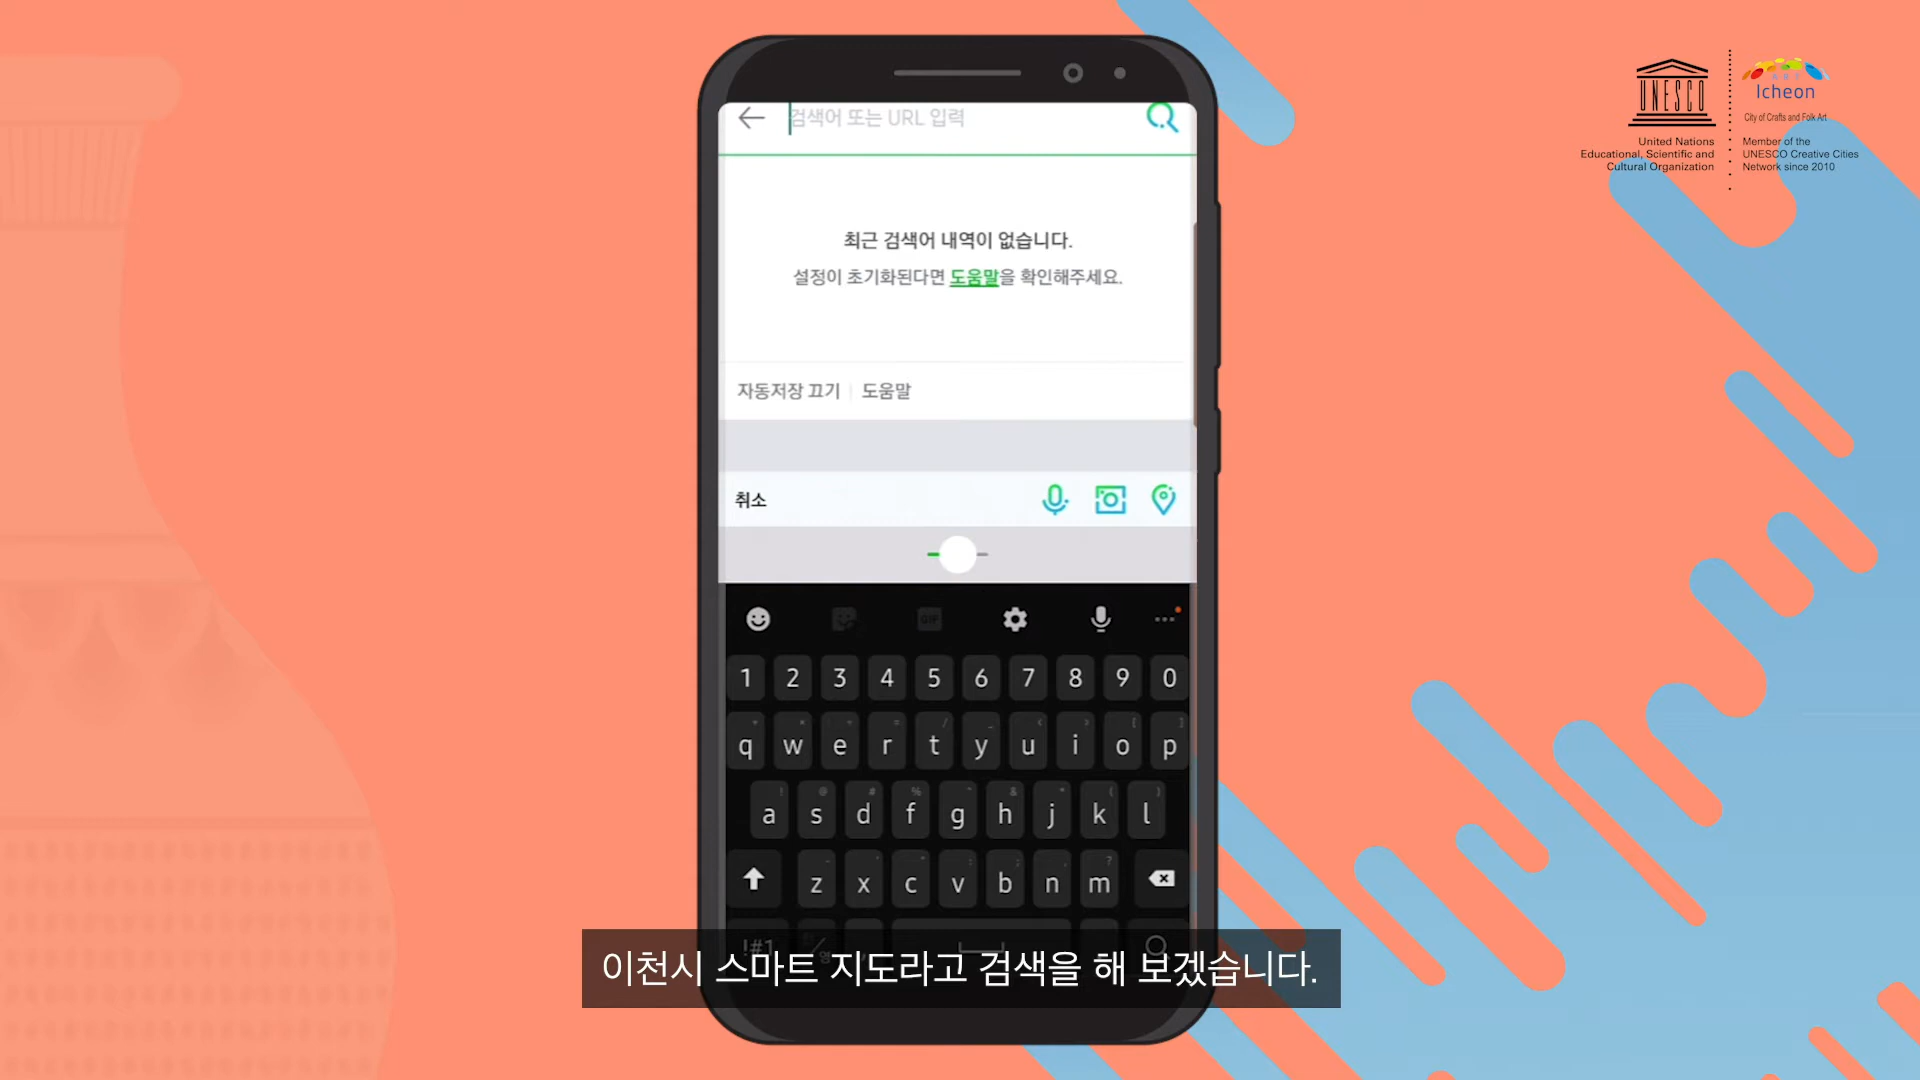 검색어 또는 URL 입력
최근 검색어 내역이 없습니다.
설정이 초기화된다면 도움말을 확인해주세요.
자동저장 끄기 | 도움말
취소
GIF
1 2 3 4 5 6 7 8 9 0
q w e r t y u i o p
a s d f g h j k l
z x c v b n m
!#1
이천시 스마트 지도라고 검색을 해 보겠습니다.
UNESCO
United Nations
Educational, Scientific and
Cultural Organization
Icheon
City of Crafts and Folk Art
Member of the
UNESCO Creative Cities
Network since 2010